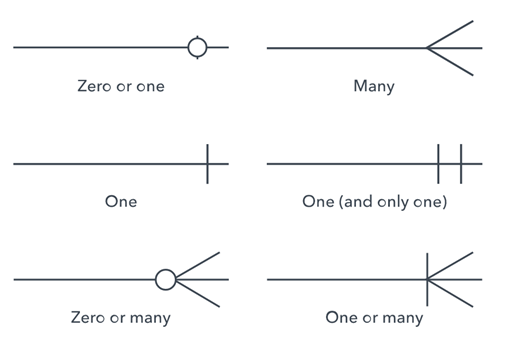 Zero or one
Many
One
One (and only one)
Zero or many
One or many